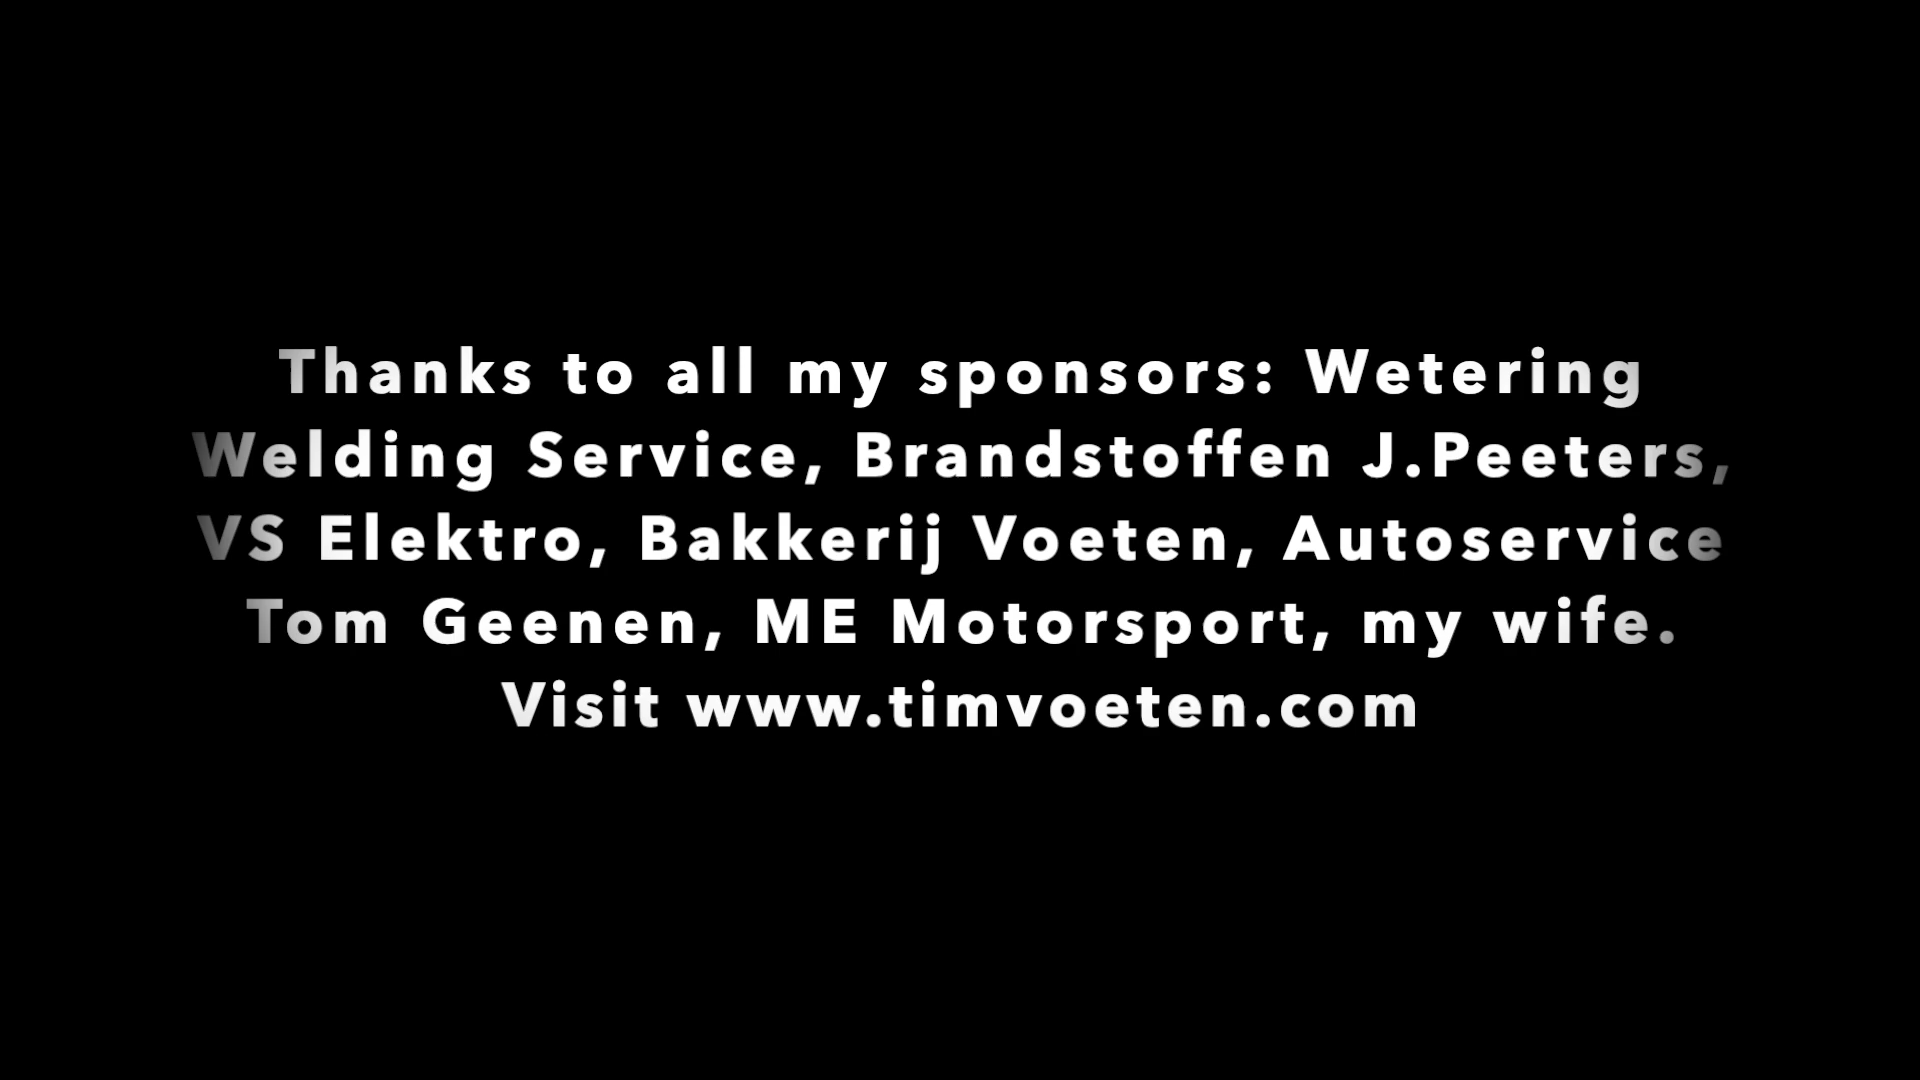 Thanks to all my sponsors: Wetering
Welding Service, Brandstoffen J.Peeters,
VS Elektro, Bakkerij Voeten, Autoservice
Tom Geenen, ME Motorsport, my wife.
Visit www.timvoeten.com